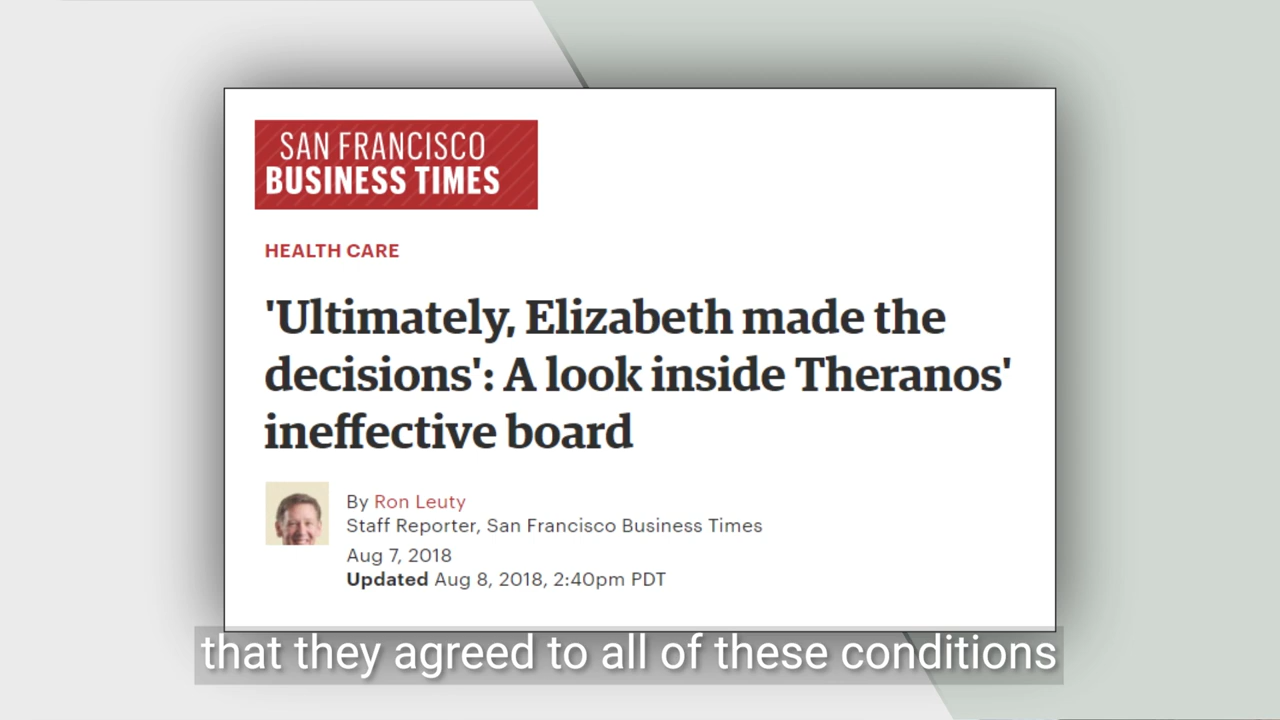 SAN FRANCISCO
BUSINESS TIMES
HEALTH CARE
'Ultimately, Elizabeth made the
decisions': A look inside Theranos'
ineffective board
By Ron Leuty
Staff Reporter, San Francisco Business Times
Aug 7, 2018
Updated Aug 8, 2018, 2:40pm PDT
that they agreed to all of these conditions